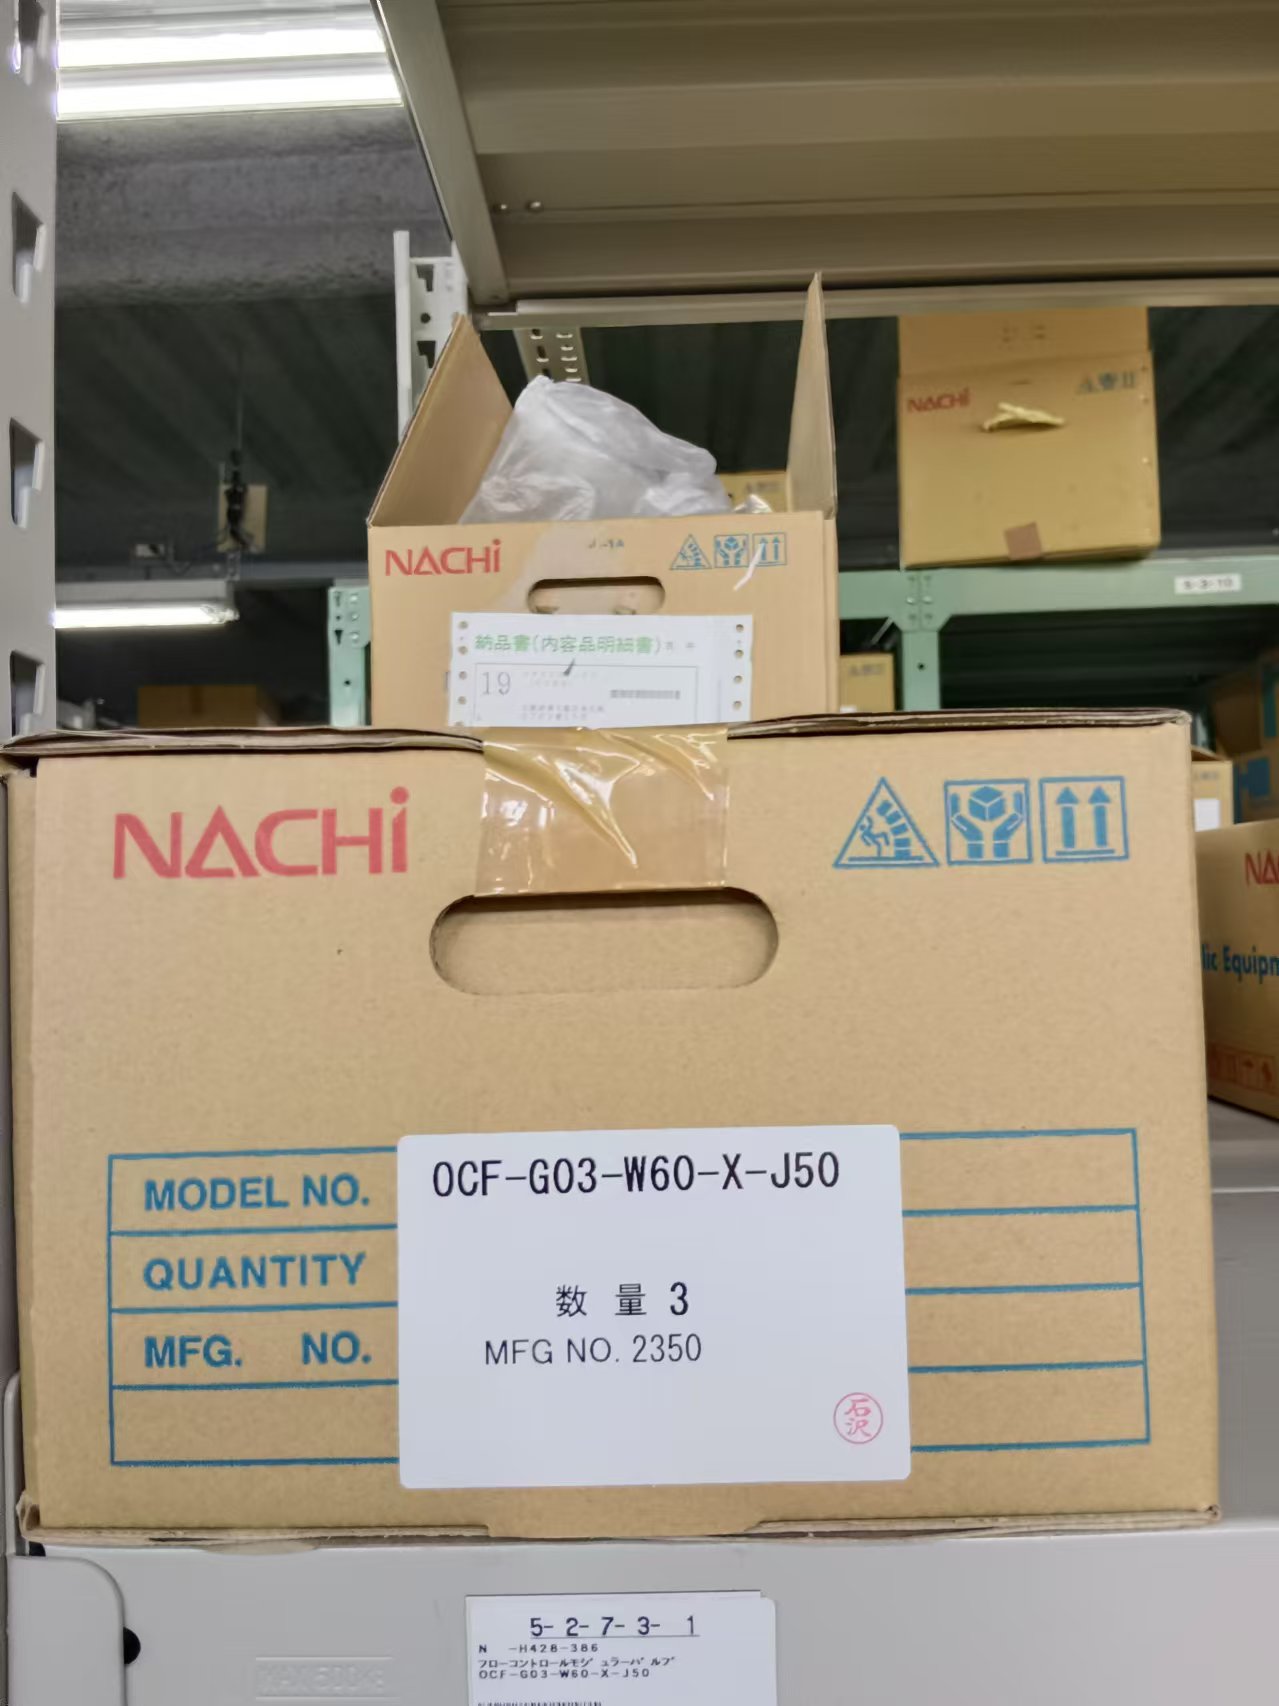 NACHi
NACHi
納品書(内容品明細書)
19
NACHi
lic Equipm
MODEL NO.
OCF-G03-W60-X-J50
QUANTITY
数量 3
MFG. NO.
MFG NO. 2350
石沢
5-2-7-3- 1
N -H428-386
フローコントロールモジュラーバルブ
OCF-G03-W60-X-J50